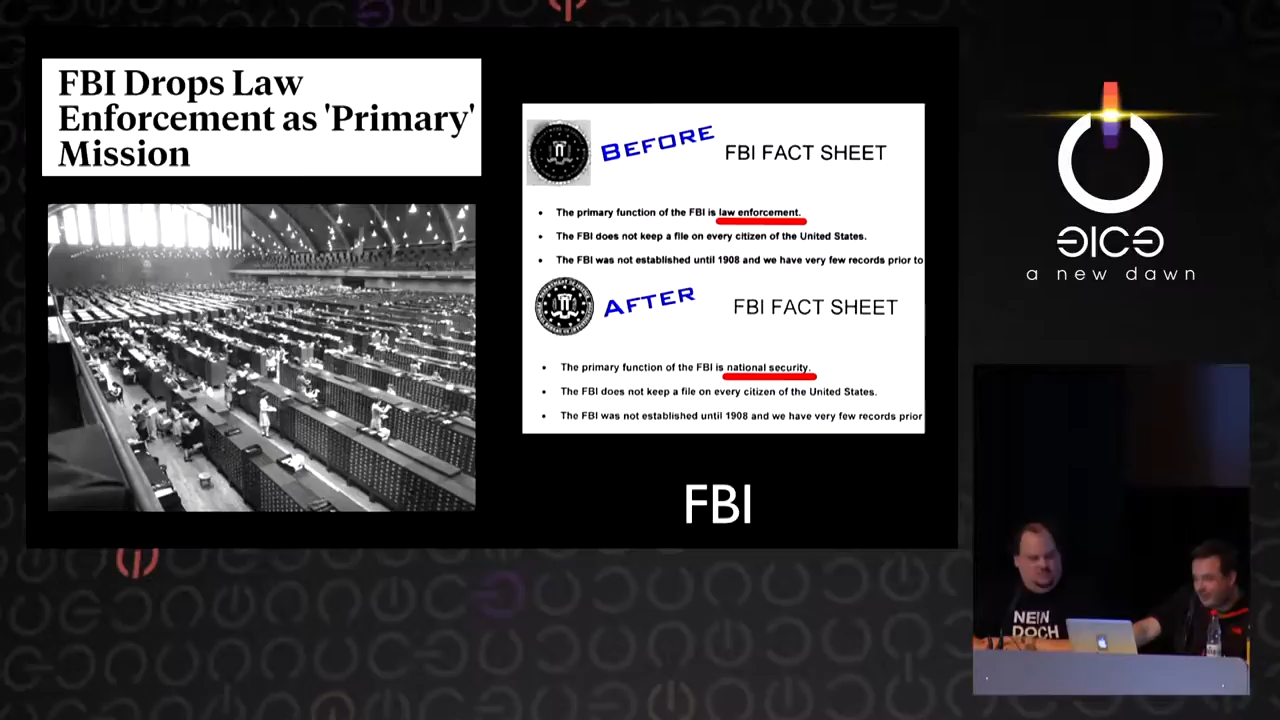 FBI Drops Law
Enforcement as 'Primary'
Mission
BEFORE
FBI FACT SHEET
• The primary function of the FBI is law enforcement.
• The FBI does not keep a file on every citizen of the United States.
• The FBI was not established until 1908 and we have very few records prior to
AFTER
FBI FACT SHEET
• The primary function of the FBI is national security.
• The FBI does not keep a file on every citizen of the United States.
• The FBI was not established until 1908 and we have very few records prior
FBI
a new dawn
NEIN
DOCH